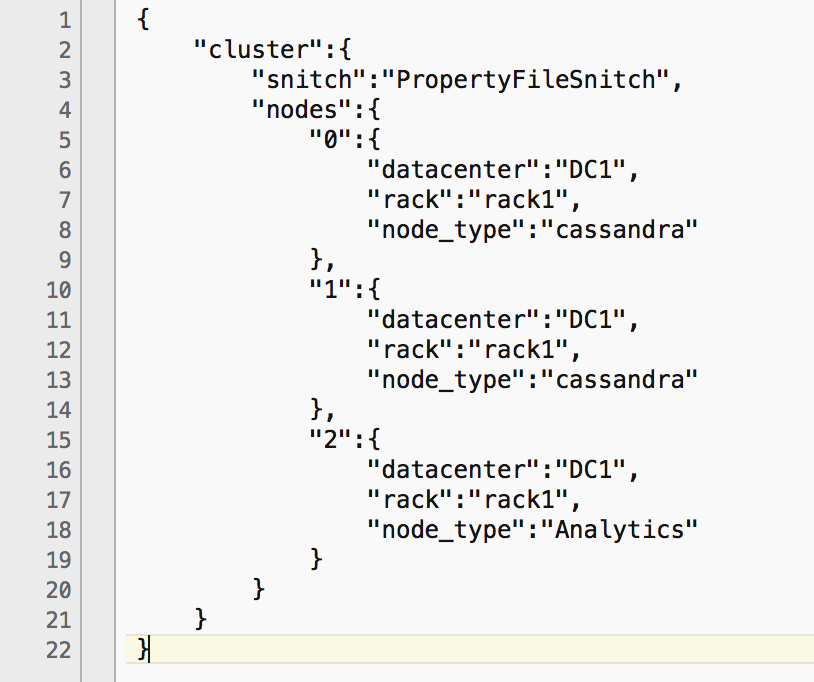 1 {
2     "cluster":{
3         "snitch":"PropertyFileSnitch",
4         "nodes":{
5             "0":{
6                 "datacenter":"DC1",
7                 "rack":"rack1",
8                 "node_type":"cassandra"
9             },
10             "1":{
11                 "datacenter":"DC1",
12                 "rack":"rack1",
13                 "node_type":"cassandra"
14             },
15             "2":{
16                 "datacenter":"DC1",
17                 "rack":"rack1",
18                 "node_type":"Analytics"
19             }
20         }
21     }
22 }